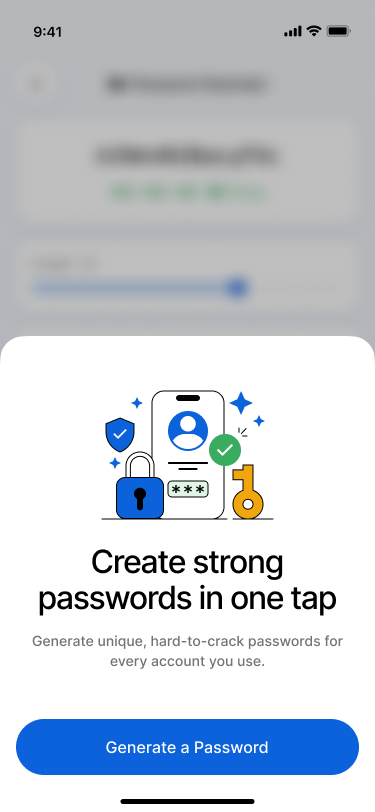 9:41
***
Create strong
passwords in one tap
Generate unique, hard-to-crack passwords for
every account you use.
Generate a Password